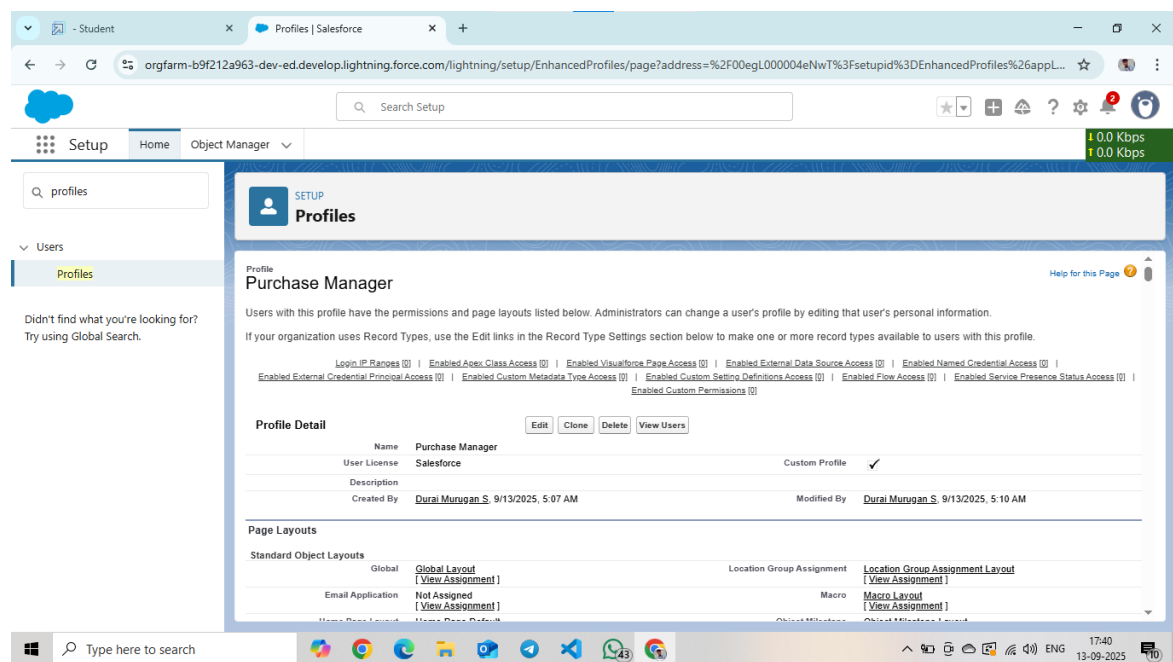 - Student
Profiles | Salesforce
orgfarm-b9f212a963-dev-ed.develop.lightning.force.com/lightning/setup/EnhancedProfiles/page?address=%2F00egL000004eNwT%3Fsetupid%3DEnhancedProfiles%26appL...
Search Setup
2
Setup
Home
Object Manager
0.0 Kbps
0.0 Kbps
profiles
Users
Profiles
Didn't find what you're looking for?
Try using Global Search.
SETUP
Profiles
Profile
Purchase Manager
Help for this Page
Users with this profile have the permissions and page layouts listed below. Administrators can change a user's profile by editing that user's personal information.
If your organization uses Record Types, use the Edit links in the Record Type Settings section below to make one or more record types available to users with this profile.
Login IP Ranges [0] | Enabled Apex Class Access [0] | Enabled Visualforce Page Access [0] | Enabled External Data Source Access [0] | Enabled Named Credential Access [0] |
Enabled External Credential Principal Access [0] | Enabled Custom Metadata Type Access [0] | Enabled Custom Setting Definitions Access [0] | Enabled Flow Access [0] | Enabled Service Presence Status Access [0] |
Enabled Custom Permissions [0]
Profile Detail
Edit Clone Delete View Users
Name Purchase Manager
User License Salesforce Custom Profile
Description
Created By Durai Murugan S, 9/13/2025, 5:07 AM Modified By Durai Murugan S, 9/13/2025, 5:10 AM
Page Layouts
Standard Object Layouts
Global Global Layout Location Group Assignment Location Group Assignment Layout
[ View Assignment ] [ View Assignment ]
Email Application Not Assigned Macro Macro Layout
[ View Assignment ] [ View Assignment ]
Home Page Layout Home Page Default Object Milestone Object Milestone Layout
Type here to search
43
ENG
17:40
13-09-2025
10